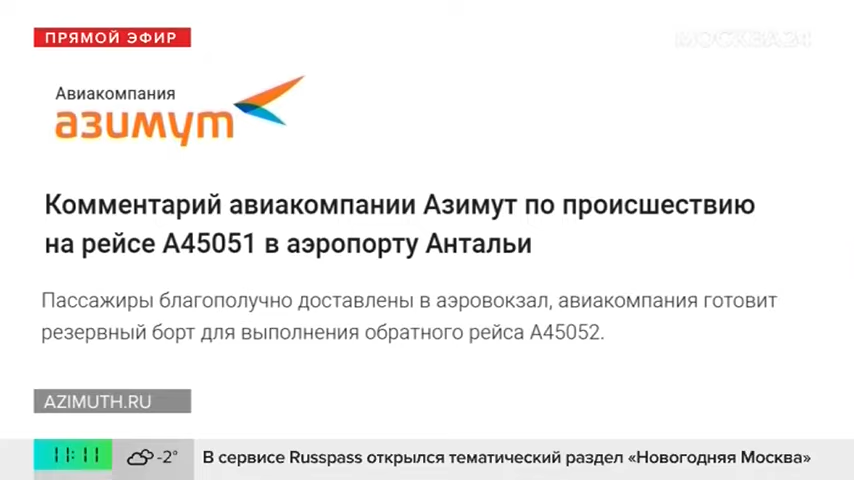 ПРЯМОЙ ЭФИР
МОСКВА24
Авиакомпания
азимут
Комментарий авиакомпании Азимут по происшествию
на рейсе А45051 в аэропорту Антальи
Пассажиры благополучно доставлены в аэровокзал, авиакомпания готовит
резервный борт для выполнения обратного рейса А45052.
AZIMUTH.RU
11:11 -2° В сервисе Russpass открылся тематический раздел «Новогодняя Москва»